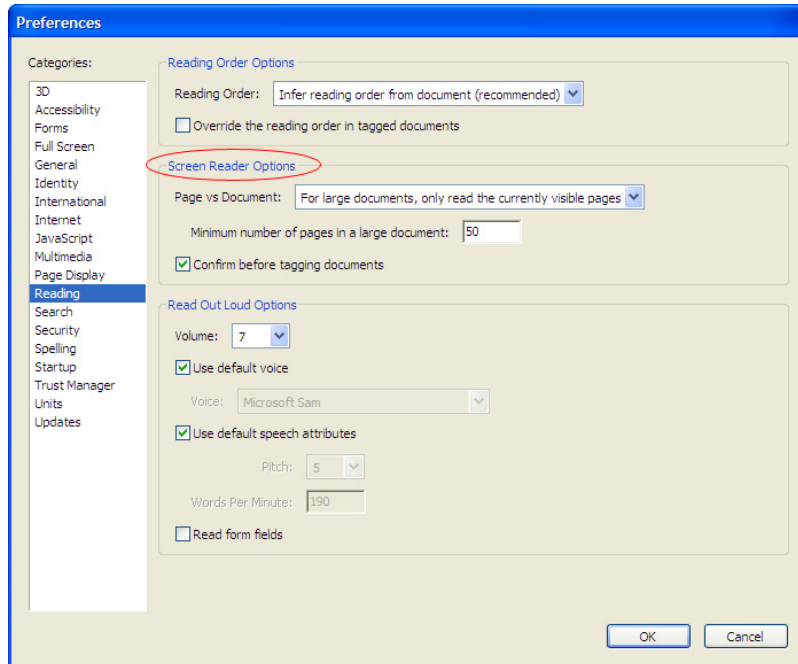 Preferences
Categories:
3D
Accessibility
Forms
Full Screen
General
Identity
International
Internet
JavaScript
Multimedia
Page Display
Reading
Search
Security
Spelling
Startup
Trust Manager
Units
Updates
Reading Order Options
Reading Order: Infer reading order from document (recommended)
Override the reading order in tagged documents
Screen Reader Options
Page vs Document: For large documents, only read the currently visible pages
Minimum number of pages in a large document: 50
Confirm before tagging documents
Read Out Loud Options
Volume: 7
Use default voice
Voice: Microsoft Sam
Use default speech attributes
Pitch: 5
Words Per Minute: 190
Read form fields
OK Cancel